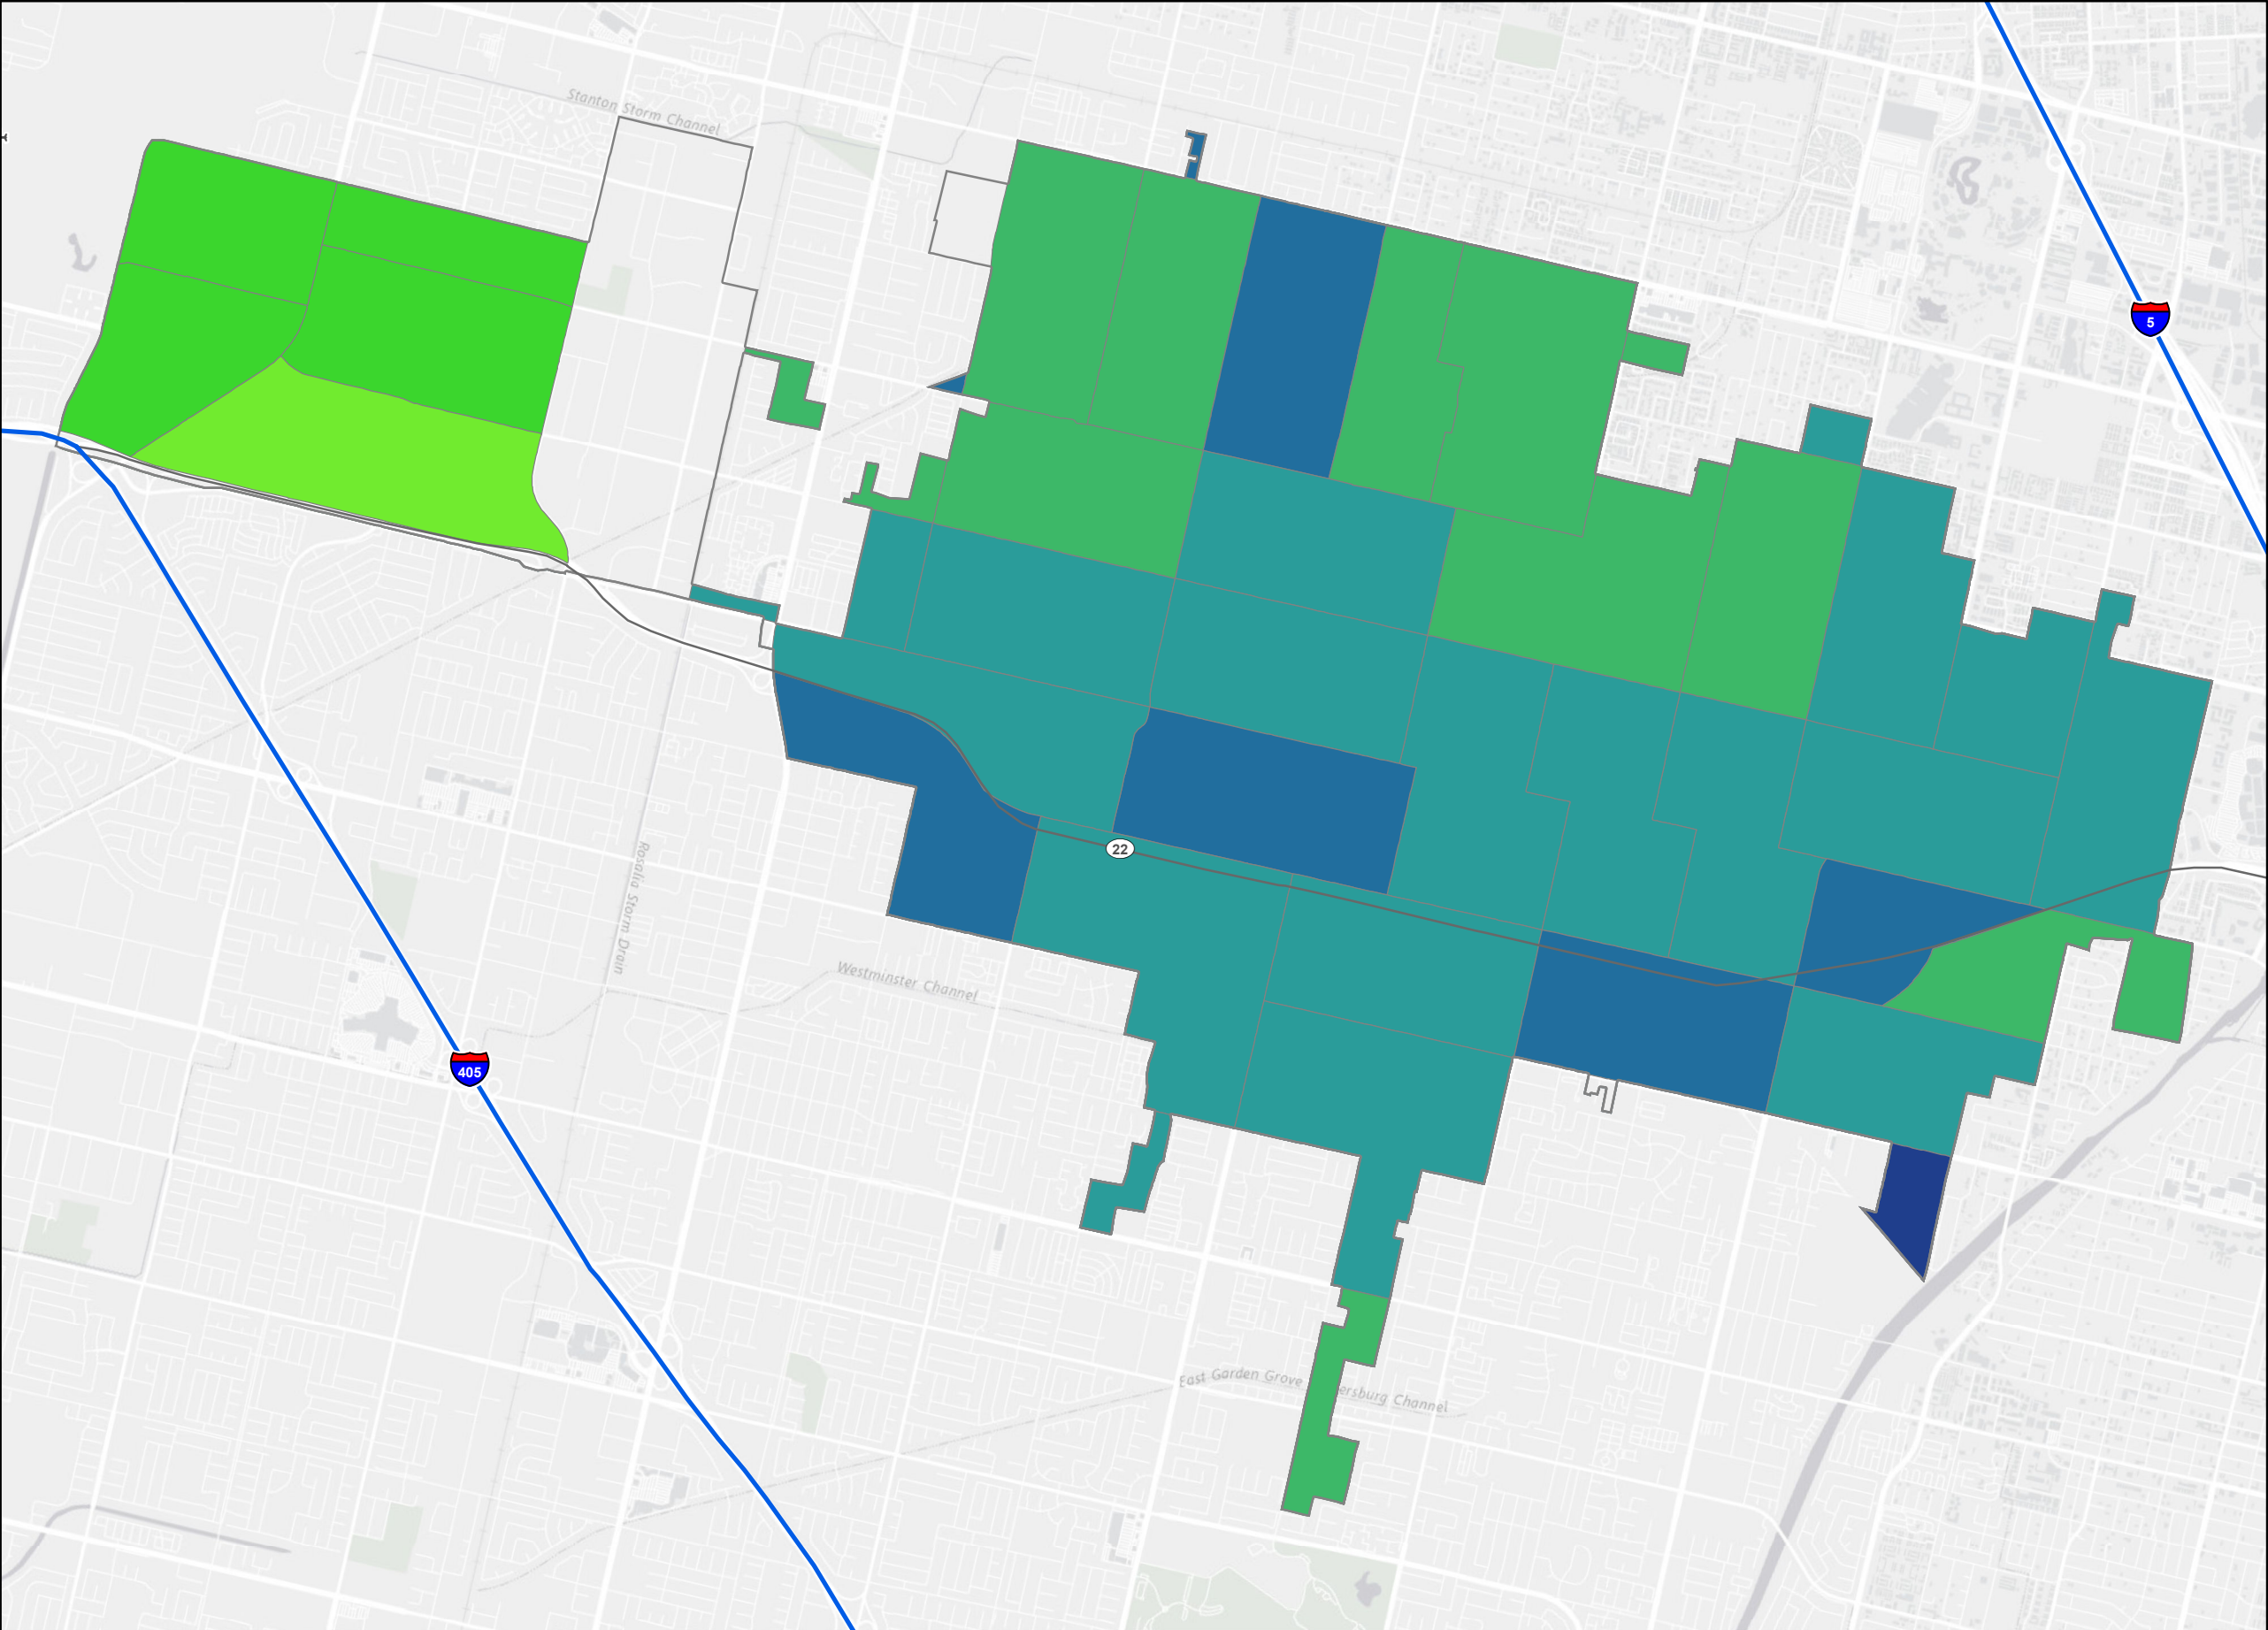 Stanton Storm Channel
5
22
Rosalia Storm Drain
Westminster Channel
405
East Garden Grove
ersburg Channel